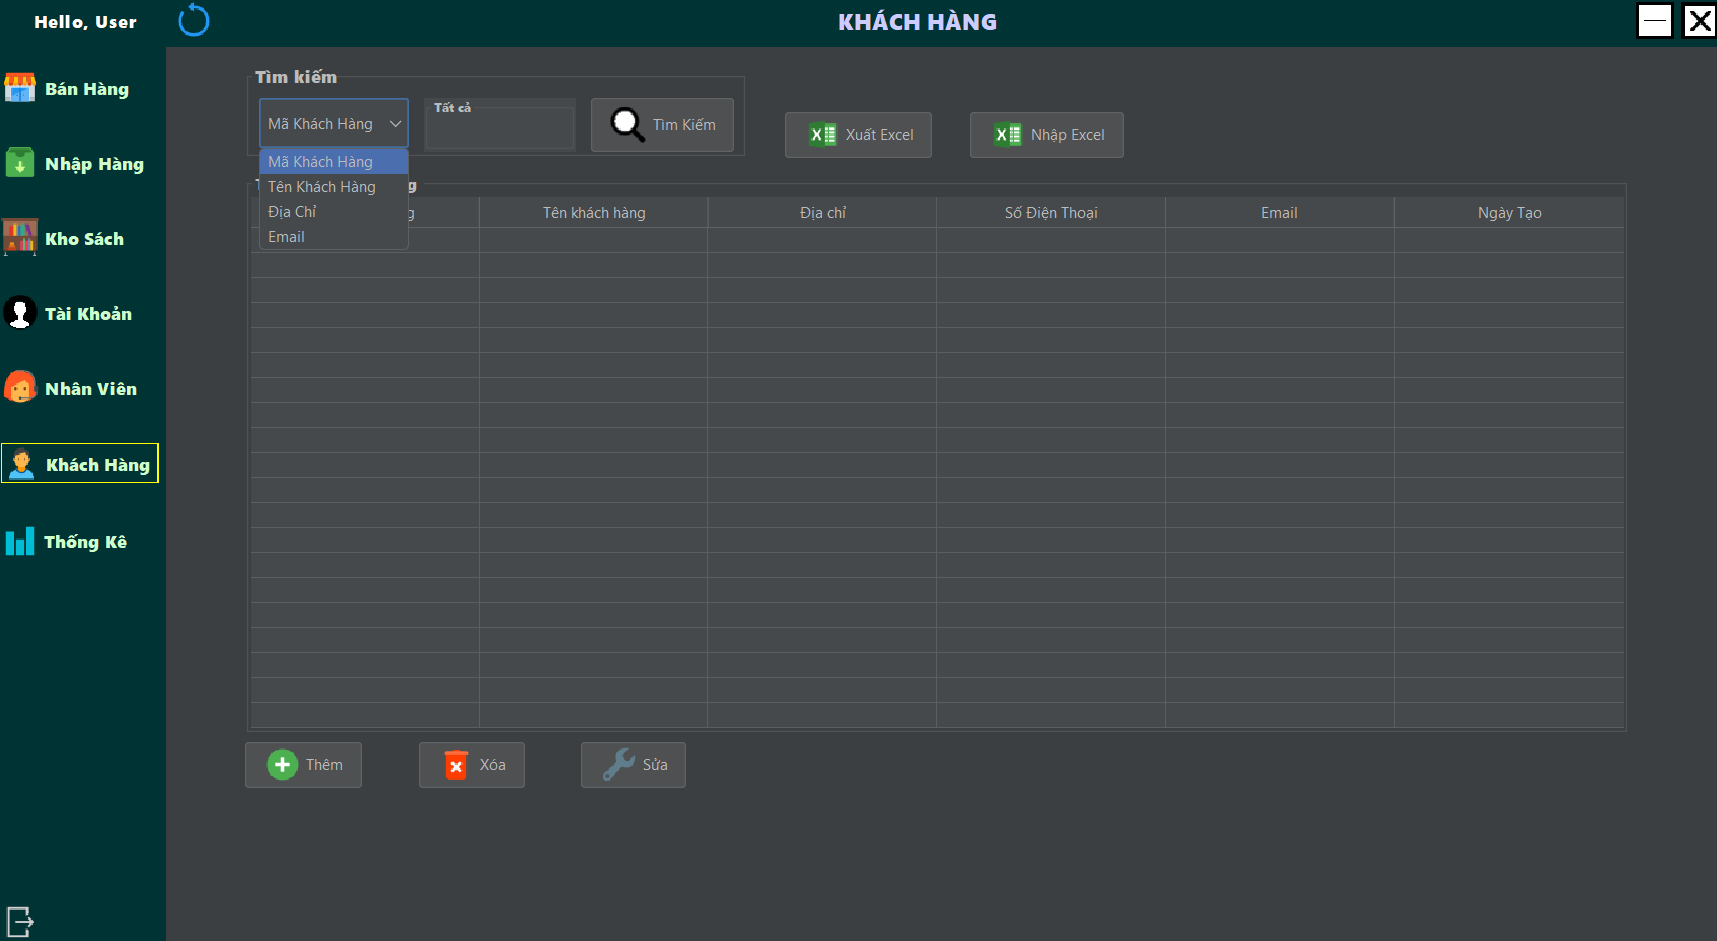 Hello, User
KHÁCH HÀNG
Bán Hàng
Nhập Hàng
Kho Sách
Tài Khoản
Nhân Viên
Khách Hàng
Thống Kê
Tìm kiếm
Mã Khách Hàng
Tất cả
Tìm Kiếm
Xuất Excel
Nhập Excel
Mã Khách Hàng
Tên Khách Hàng
Địa Chỉ
Email
Tên khách hàng
Địa chỉ
Số Điện Thoại
Email
Ngày Tạo
Thêm
Xóa
Sửa